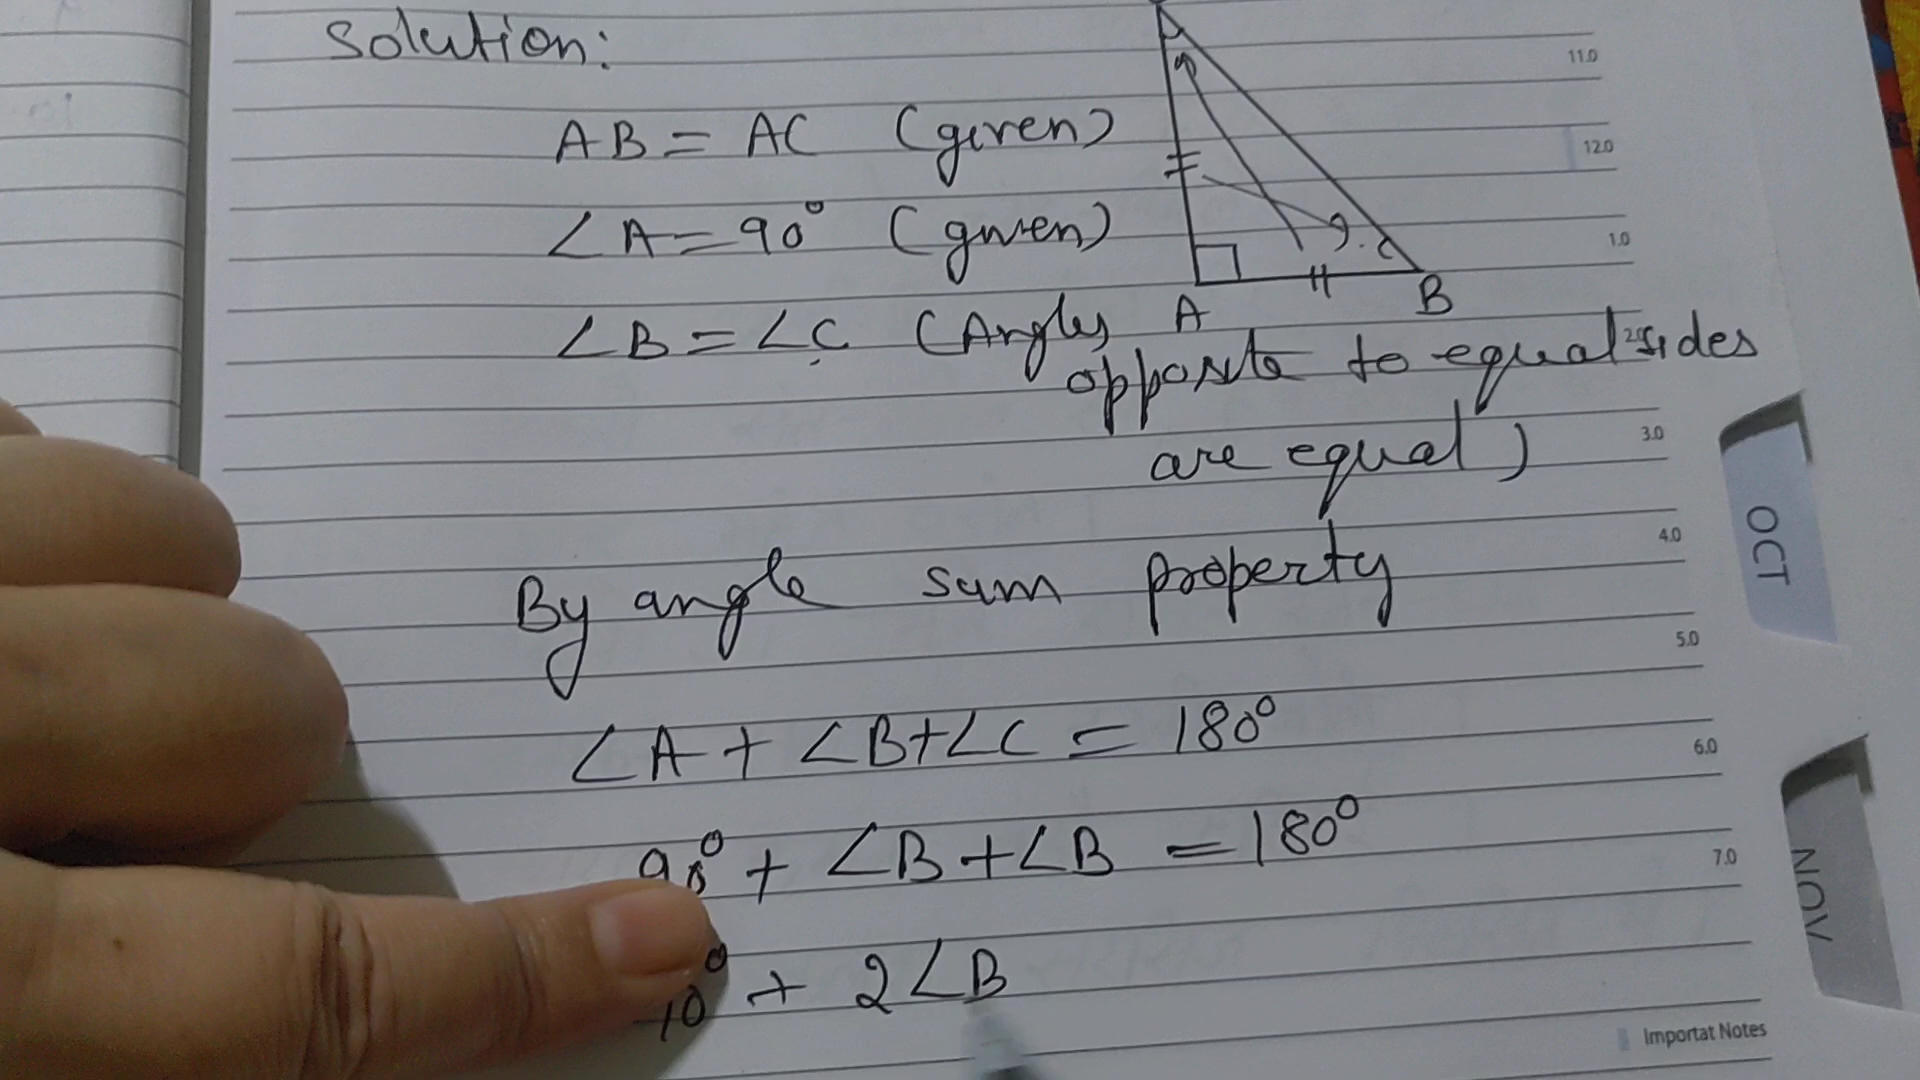 Solution:
AB = AC (given)
∠A = 90° (given)
∠B = ∠C (Angles
opposite to equal sides
are equal)
A
B
By angle sum property
∠A + ∠B + ∠C = 180°
90° + ∠B + ∠B = 180°
90° + 2∠B
11.0
12.0
1.0
3.0
4.0
5.0
6.0
7.0
OCT
NOV
Importat Notes